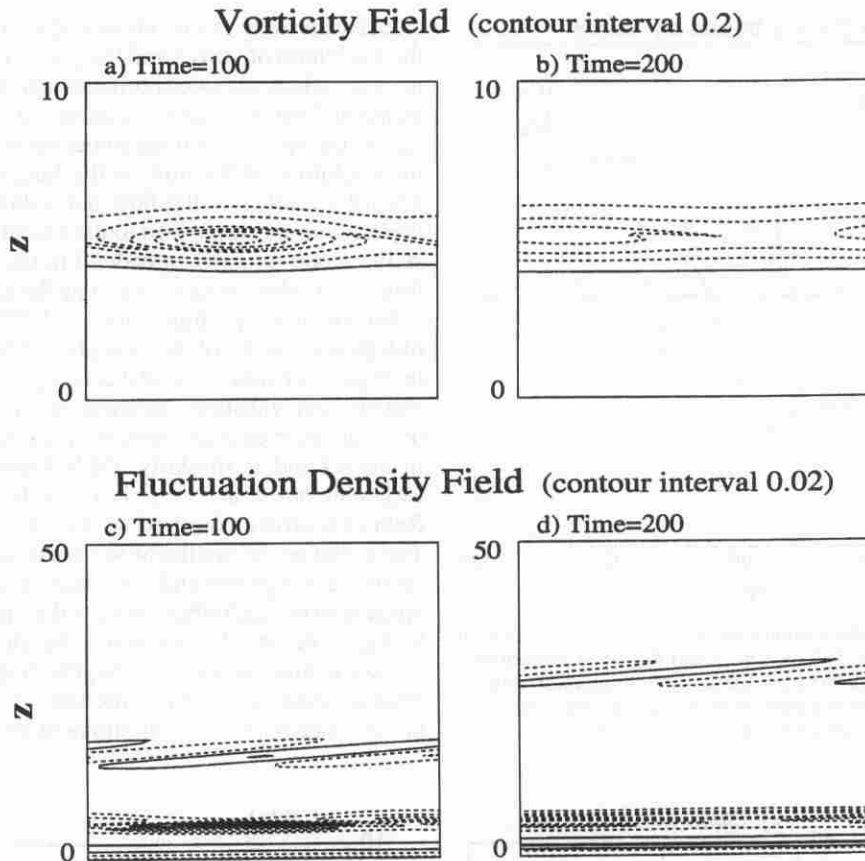 Vorticity Field (contour interval 0.2)
a) Time=100
b) Time=200
10
10
z
0
0
Fluctuation Density Field (contour interval 0.02)
c) Time=100
d) Time=200
50
50
z
0
0